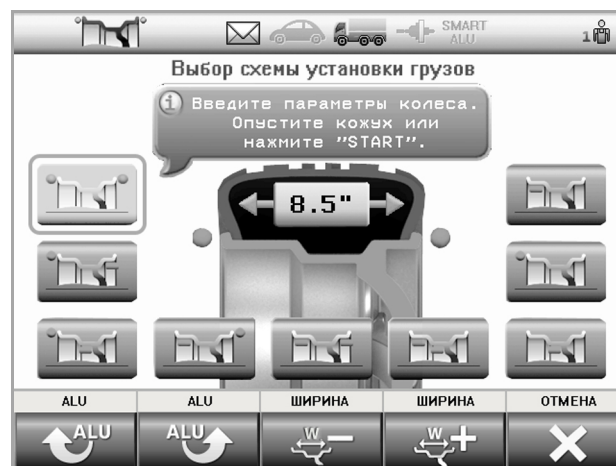 SMART
ALU
1
Выбор схемы установки грузов
i
Введите параметры колеса.
Опустите кожух или
нажмите "START".
8.5"
ALU
ALU
ШИРИНА
ШИРИНА
ОТМЕНА
ALU
ALU
W
W